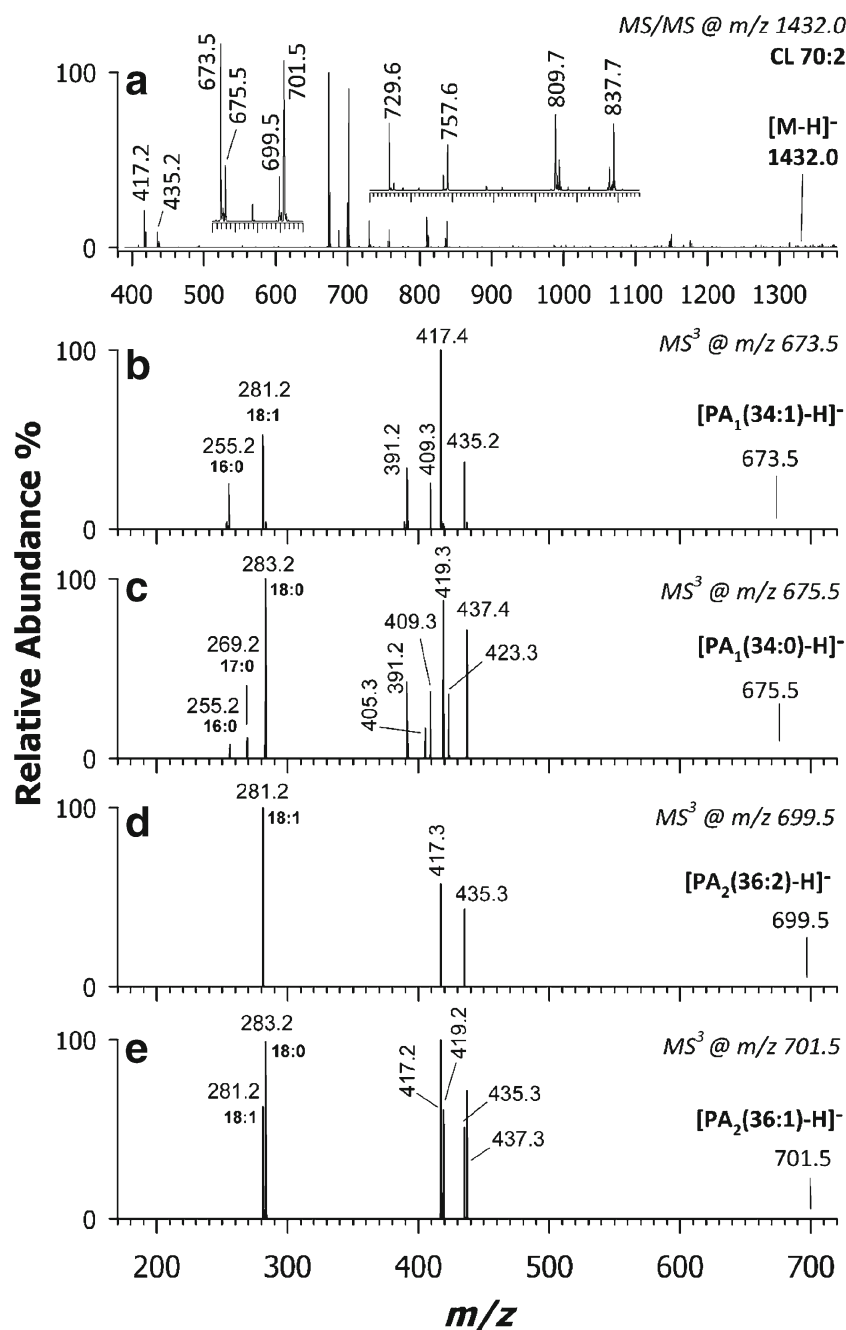 MS/MS @ m/z 1432.0
CL 70:2
a
100
0
673.5
675.5
699.5
701.5
729.6
757.6
809.7
837.7
417.2
435.2
[M-H]-
1432.0
400 500 600 700 800 900 1000 1100 1200 1300
b
100
0
MS³ @ m/z 673.5
417.4
281.2
18:1
255.2
16:0
391.2
409.3
435.2
[PA₁(34:1)-H]-
673.5
c
100
0
MS³ @ m/z 675.5
283.2
18:0
269.2
17:0
255.2
16:0
409.3
391.2
405.3
419.3
437.4
423.3
[PA₁(34:0)-H]-
675.5
d
100
0
MS³ @ m/z 699.5
281.2
18:1
417.3
435.3
[PA₂(36:2)-H]-
699.5
200 300 400 500 600 700
e
100
0
MS³ @ m/z 701.5
283.2
18:0
281.2
18:1
417.2
419.2
435.3
437.3
[PA₂(36:1)-H]-
701.5
200 300 400 500 600 700
m/z
Relative Abundance %